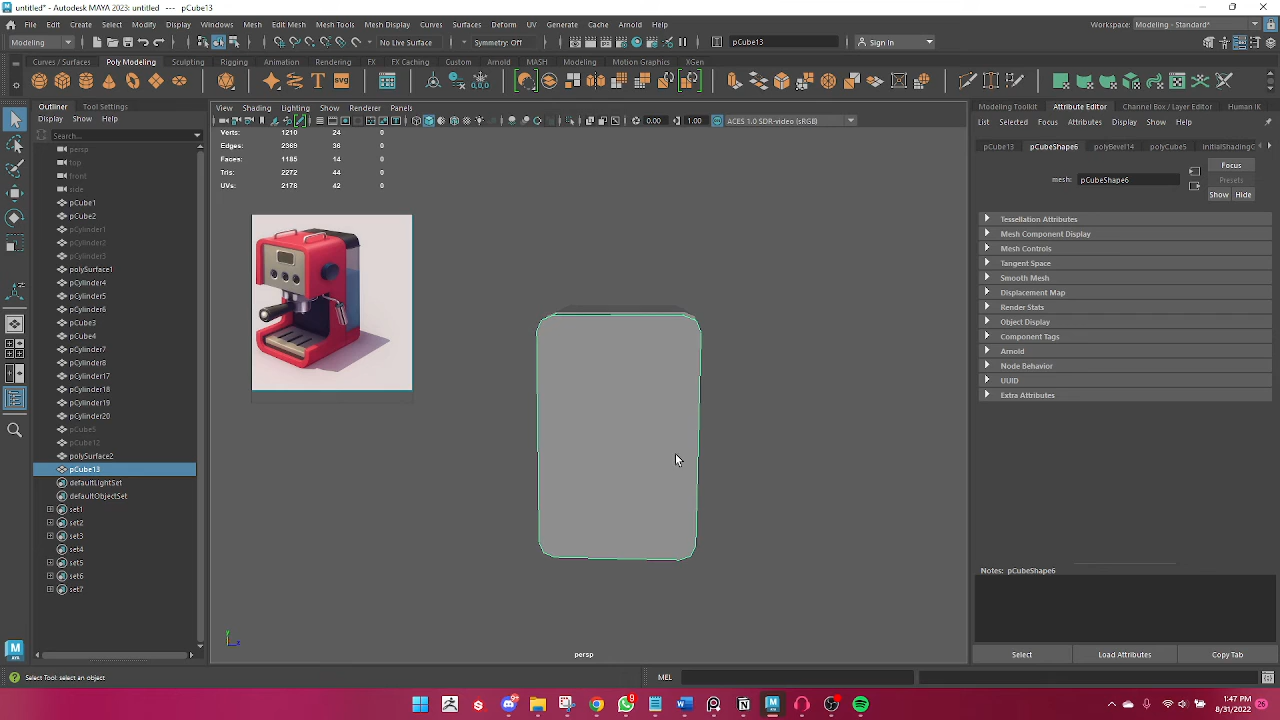 untitled* - Autodesk MAYA 2023: untitled --- pCube13
File Edit Create Select Modify Display Windows Mesh Edit Mesh Mesh Tools Mesh Display Curves Surfaces Deform UV Generate Cache Arnold Help
Workspace: Modeling - Standard*
Modeling No Live Surface Symmetry: Off pCube13 Sign In
Curves / Surfaces Poly Modeling Sculpting Rigging Animation Rendering FX FX Caching Custom Arnold MASH Motion Graphics XGen
Outliner Tool Settings
View Shading Lighting Show Renderer Panels
Modeling Toolkit Attribute Editor Channel Box / Layer Editor Human IK
Display Show Help
0.00 1.00 ACES 1.0 SDR-video (sRGB)
List Selected Focus Attributes Display Show Help
Search...
Verts: 1210 24 0
Edges: 2369 36 0
Faces: 1185 14 0
Tris: 2272 44 0
UVs: 2178 42 0
pCube13 pCubeShape6 polyBevel14 polyCube5 initialShadingG
Focus
mesh: pCubeShape6
Presets
Show Hide
persp
top
front
side
pCube1
pCube2
pCylinder1
pCylinder2
pCylinder3
polySurface1
pCylinder4
pCylinder5
pCylinder6
pCube3
pCube4
pCylinder7
pCylinder8
pCylinder17
pCylinder18
pCylinder19
pCylinder20
pCube5
pCube12
polySurface2
pCube13
defaultLightSet
defaultObjectSet
set1
set2
set3
set4
set5
set6
set7
Tessellation Attributes
Mesh Component Display
Mesh Controls
Tangent Space
Smooth Mesh
Displacement Map
Render Stats
Object Display
Component Tags
Arnold
Node Behavior
UUID
Extra Attributes
Notes: pCubeShape6
persp
Select Load Attributes Copy Tab
Select Tool: select an object
MEL
1:47 PM
8/31/2022